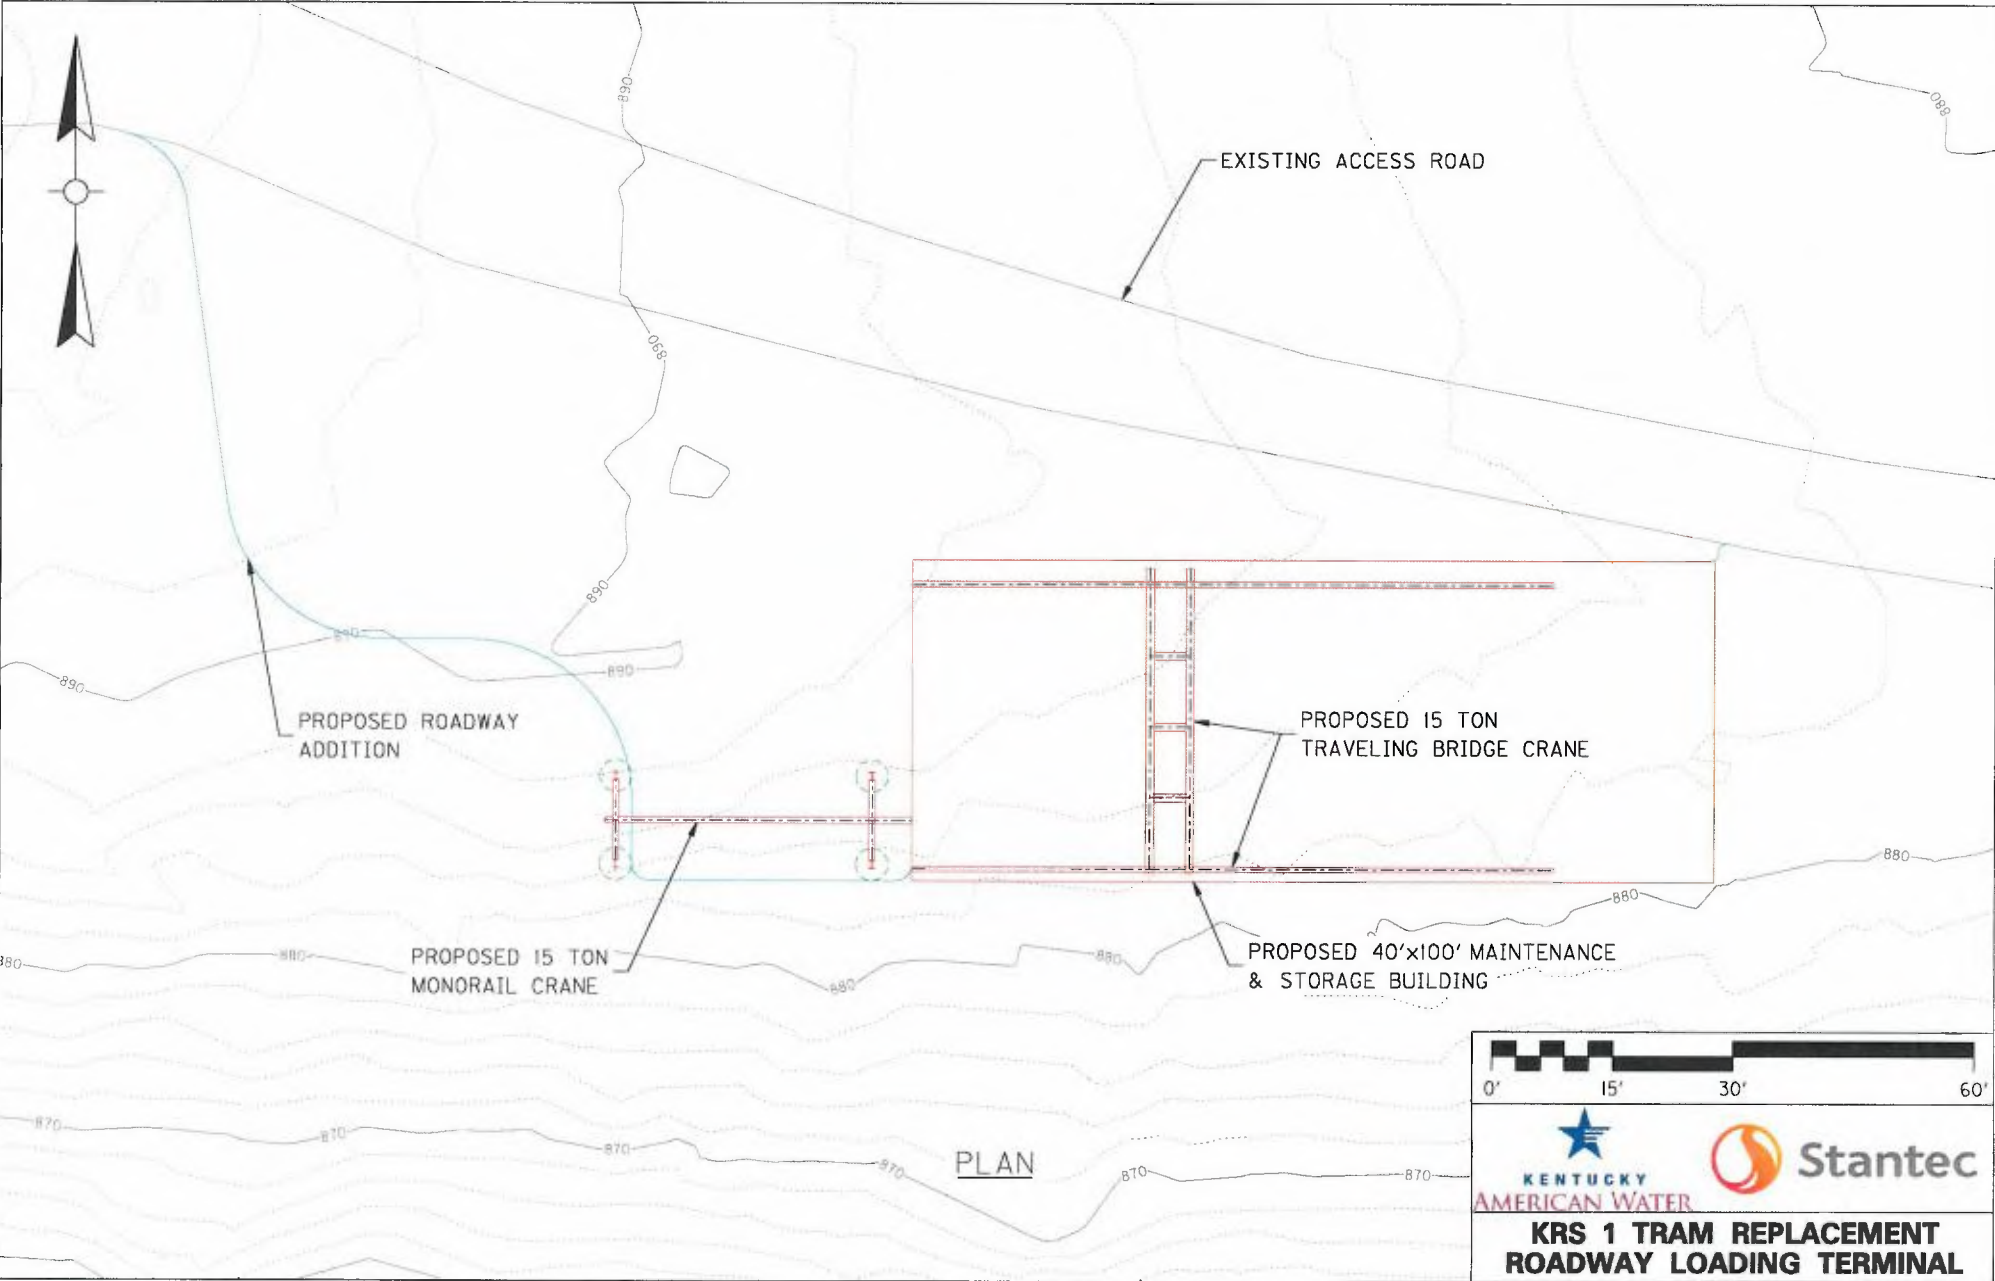 890
880
EXISTING ACCESS ROAD
890
890
890
890
890
PROPOSED ROADWAY
ADDITION
PROPOSED 15 TON
TRAVELING BRIDGE CRANE
880
880
PROPOSED 15 TON
MONORAIL CRANE
PROPOSED 40'x100' MAINTENANCE
& STORAGE BUILDING
880
880
880
880
0'
15'
30'
60'
870
870
870
870
870
870
PLAN
KENTUCKY
AMERICAN WATER
Stantec
KRS 1 TRAM REPLACEMENT
ROADWAY LOADING TERMINAL